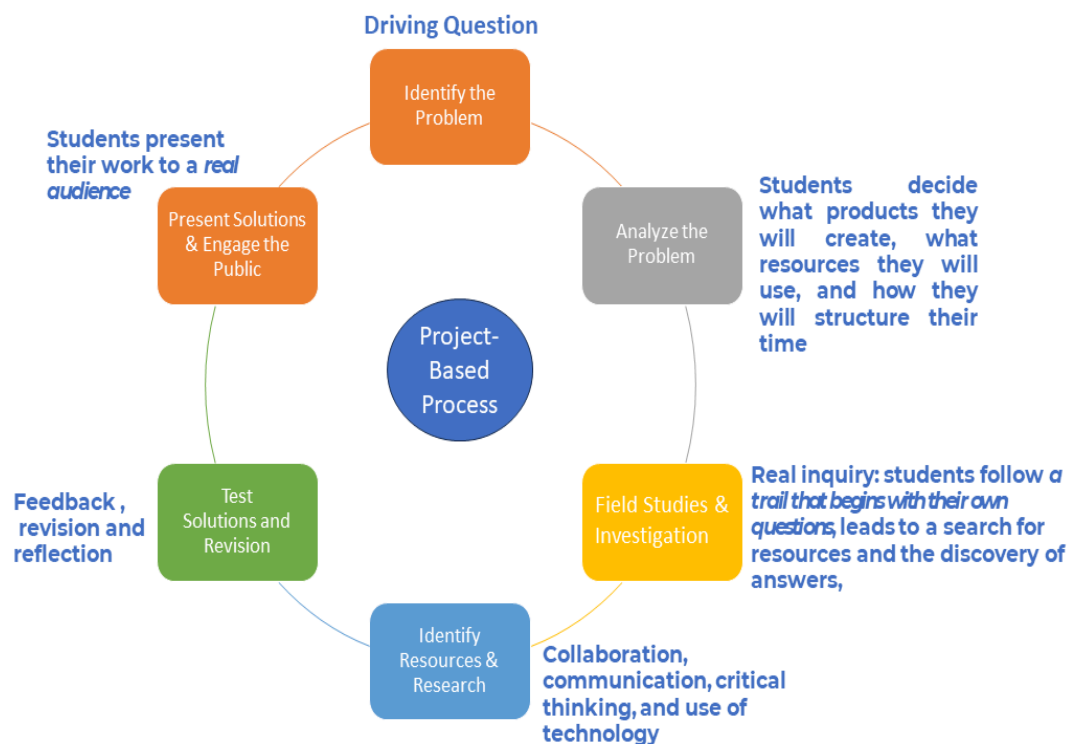 Driving Question
Identify the
Problem
Students present
their work to a real
audience
Present Solutions
& Engage the
Public
Analyze the
Problem
Students decide
what products they
will create, what
resources they will
use, and how they
will structure their
time
Project-
Based
Process
Feedback ,
revision and
reflection
Test
Solutions and
Revision
Field Studies &
Investigation
Real inquiry: students follow a
trail that begins with their own
questions, leads to a search for
resources and the discovery of
answers,
Identify
Resources &
Research
Collaboration,
communication, critical
thinking, and use of
technology